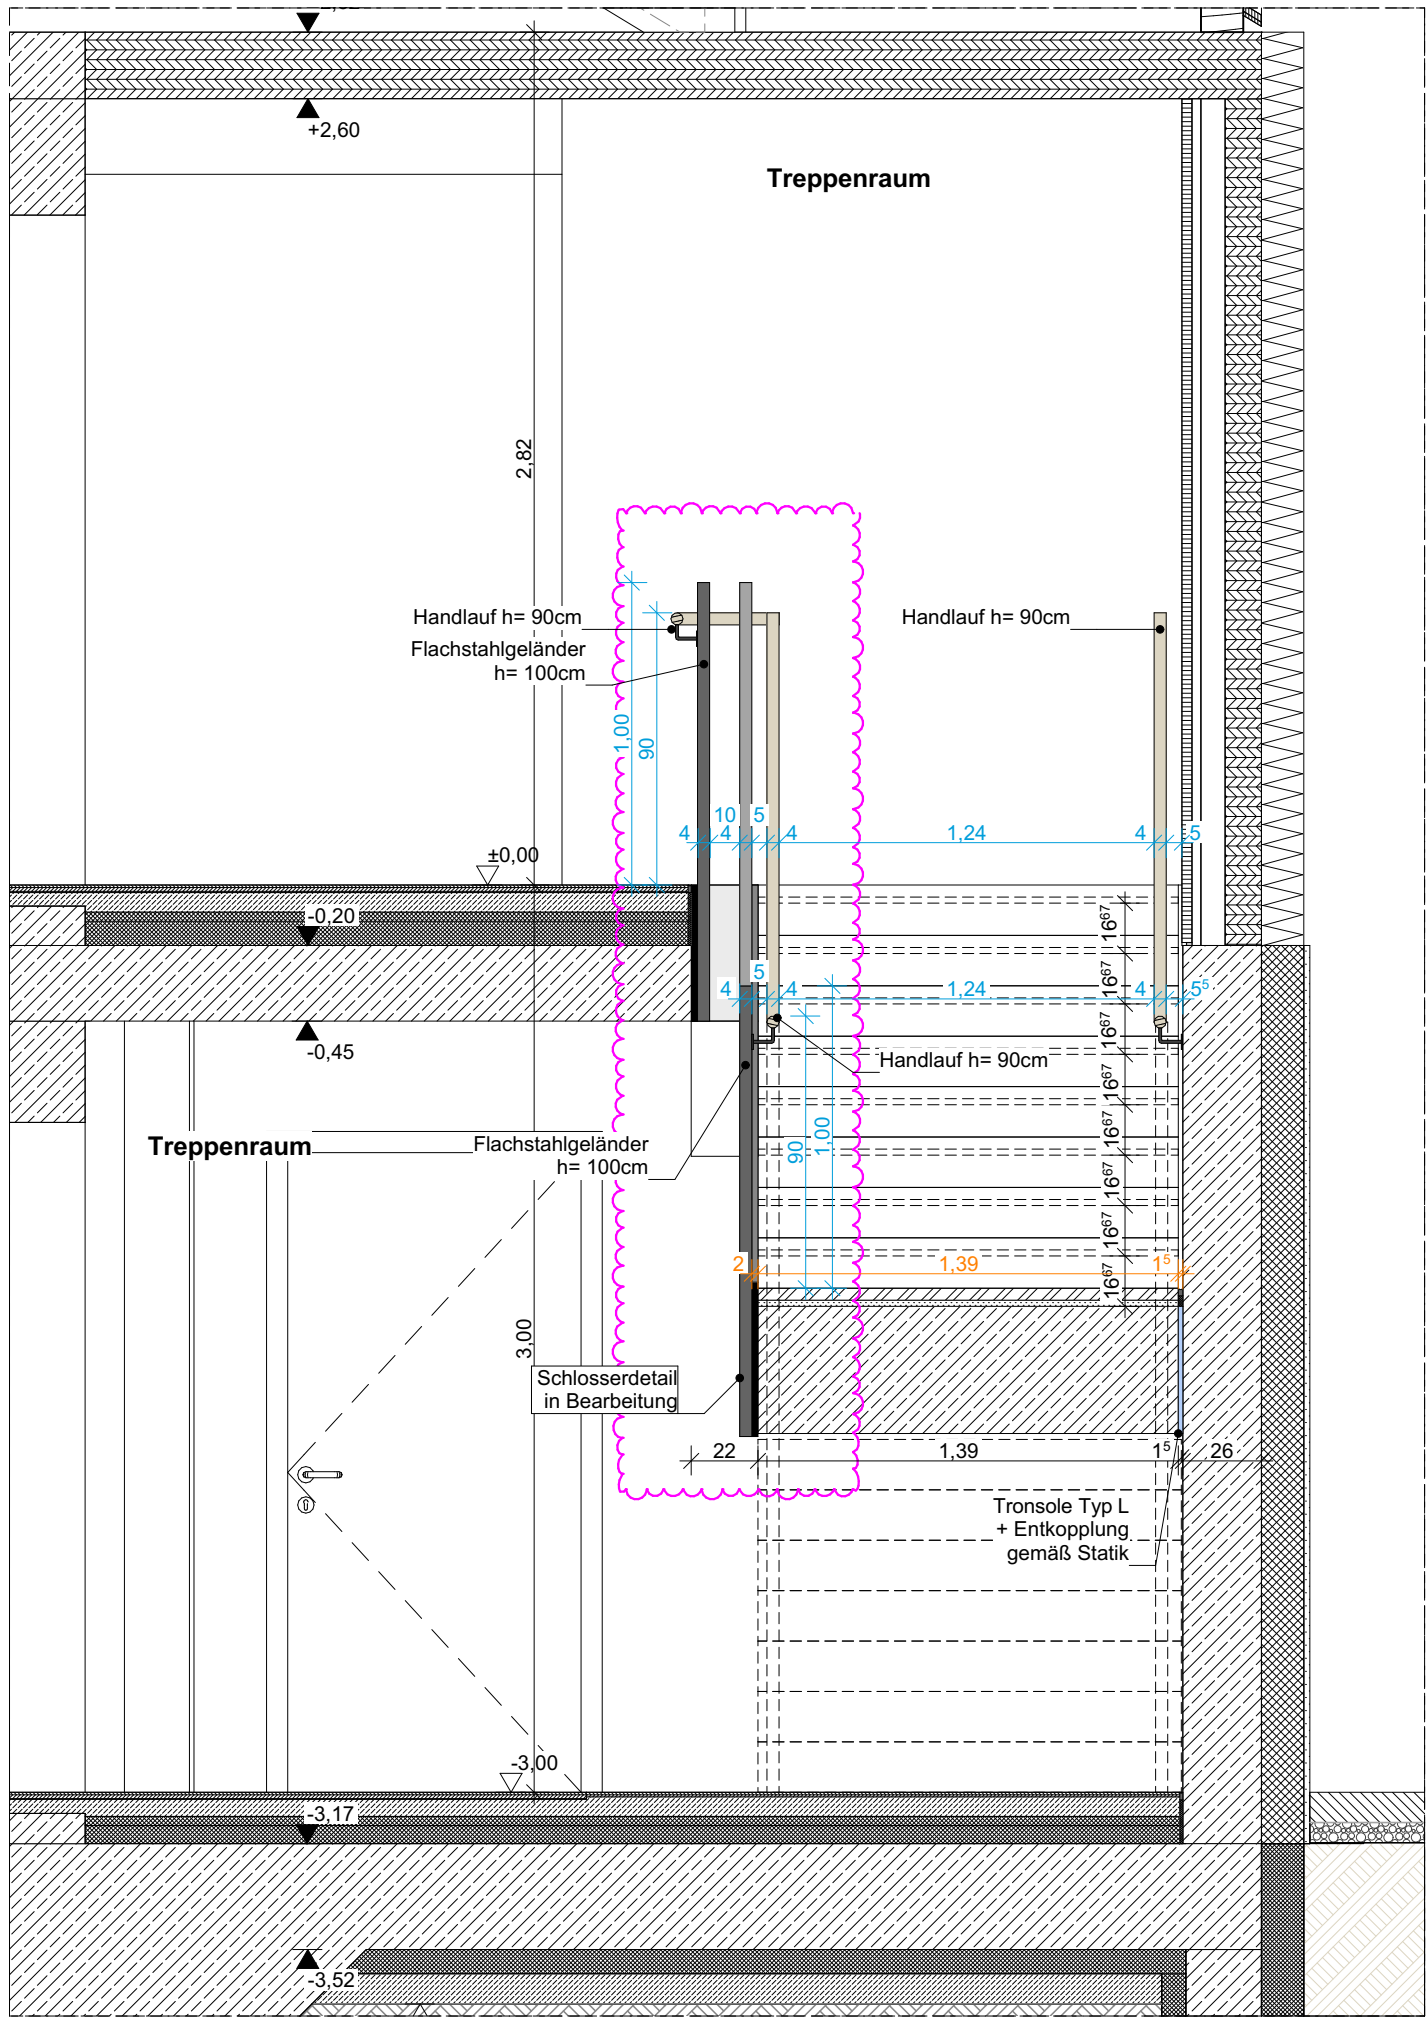 +2,60
Treppenraum
2,82
Handlauf h= 90cm
Handlauf h= 90cm
Flachstahlgeländer
h= 100cm
1,00
90
10 5
4 4 4 1,24 4 5
±0,00
-0,20
16⁶⁷
5
4 4 1,24 4 5⁵
16⁶⁷
-0,45
16⁶⁷
Handlauf h= 90cm
16⁶⁷
Treppenraum
Flachstahlgeländer
h= 100cm
90
1,00
16⁶⁷
16⁶⁷
16⁶⁷
2 1,39 1⁵
16⁶⁷
3,00
Schlosserdetail
in Bearbeitung
22 1,39 1⁵ 26
Tronsole Typ L
+ Entkopplung
gemäß Statik
-3,00
-3,17
-3,52